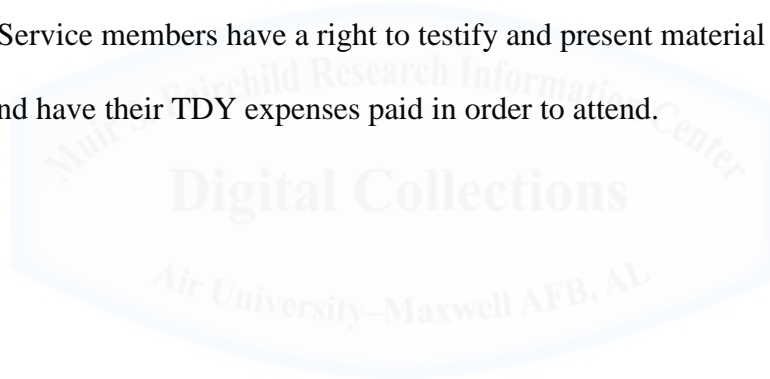 Service members have a right to testify and present material
nd have their TDY expenses paid in order to attend.
Muir S. Fairchild Research Information Center
Digital Collections
Air University–Maxwell AFB, AL